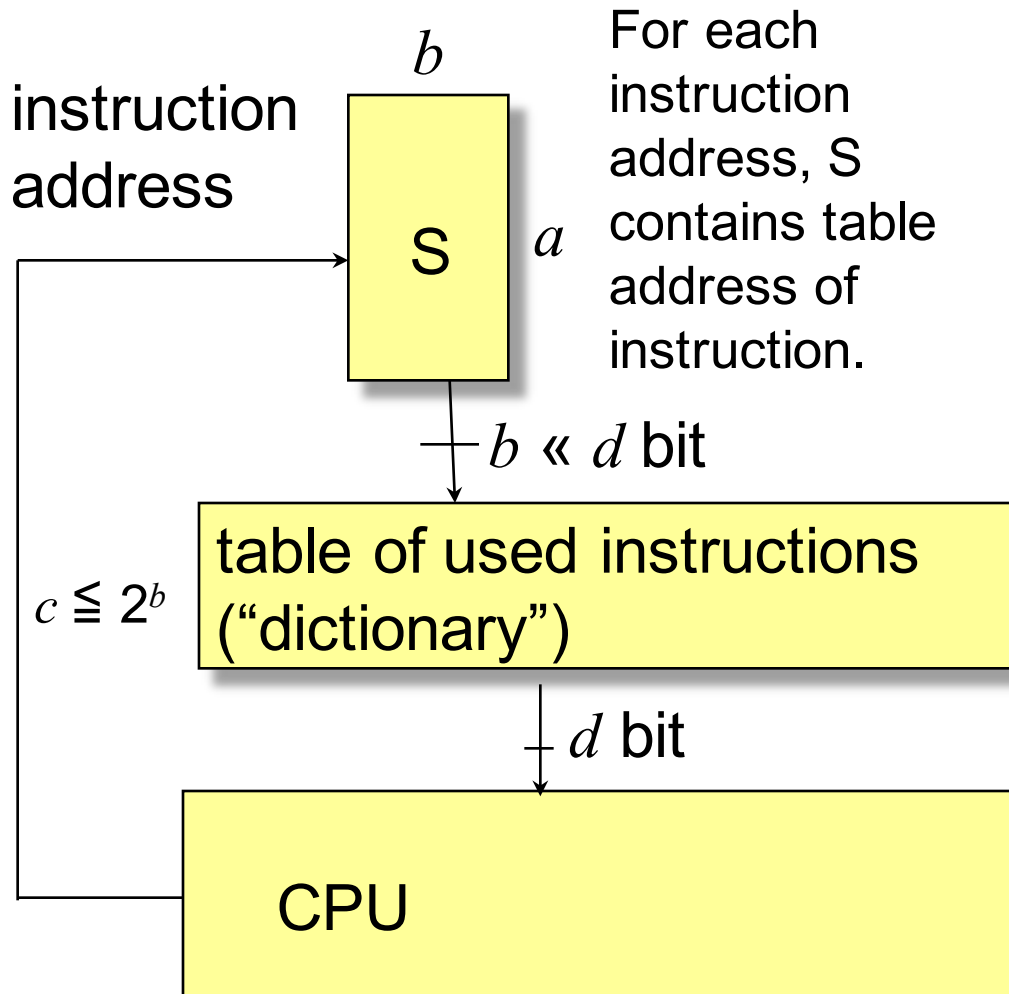 b
instruction
address
S
a
For each
instruction
address, S
contains table
address of
instruction.
b « d bit
table of used instructions
(“dictionary”)
c ≦ 2ᵇ
d bit
CPU